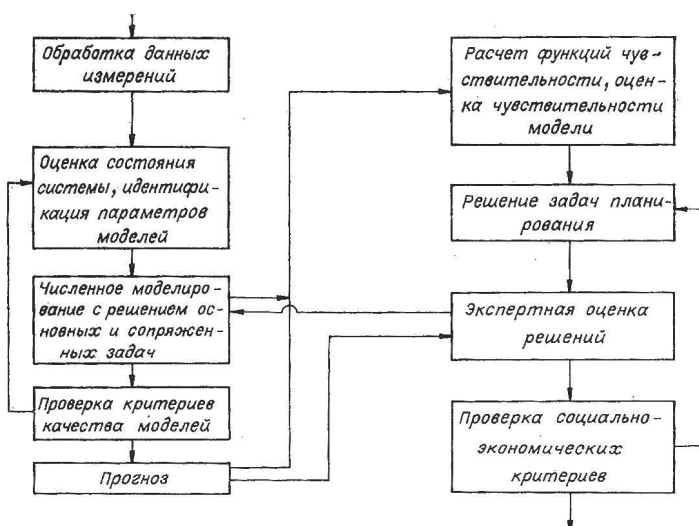 Обработка данных
измерений
Оценка состояния
системы, идентифи-
кация параметров
моделей
Численное моделиро-
вание с решением ос-
новных и сопряжен-
ных задач
Проверка критериев
качества моделей
Прогноз
Расчет функций чув-
ствительности, оцен-
ка чувствительности
модели
Решение задач плани-
рования
Экспертная оценка
решений
Проверка социально-
экономических
критериев